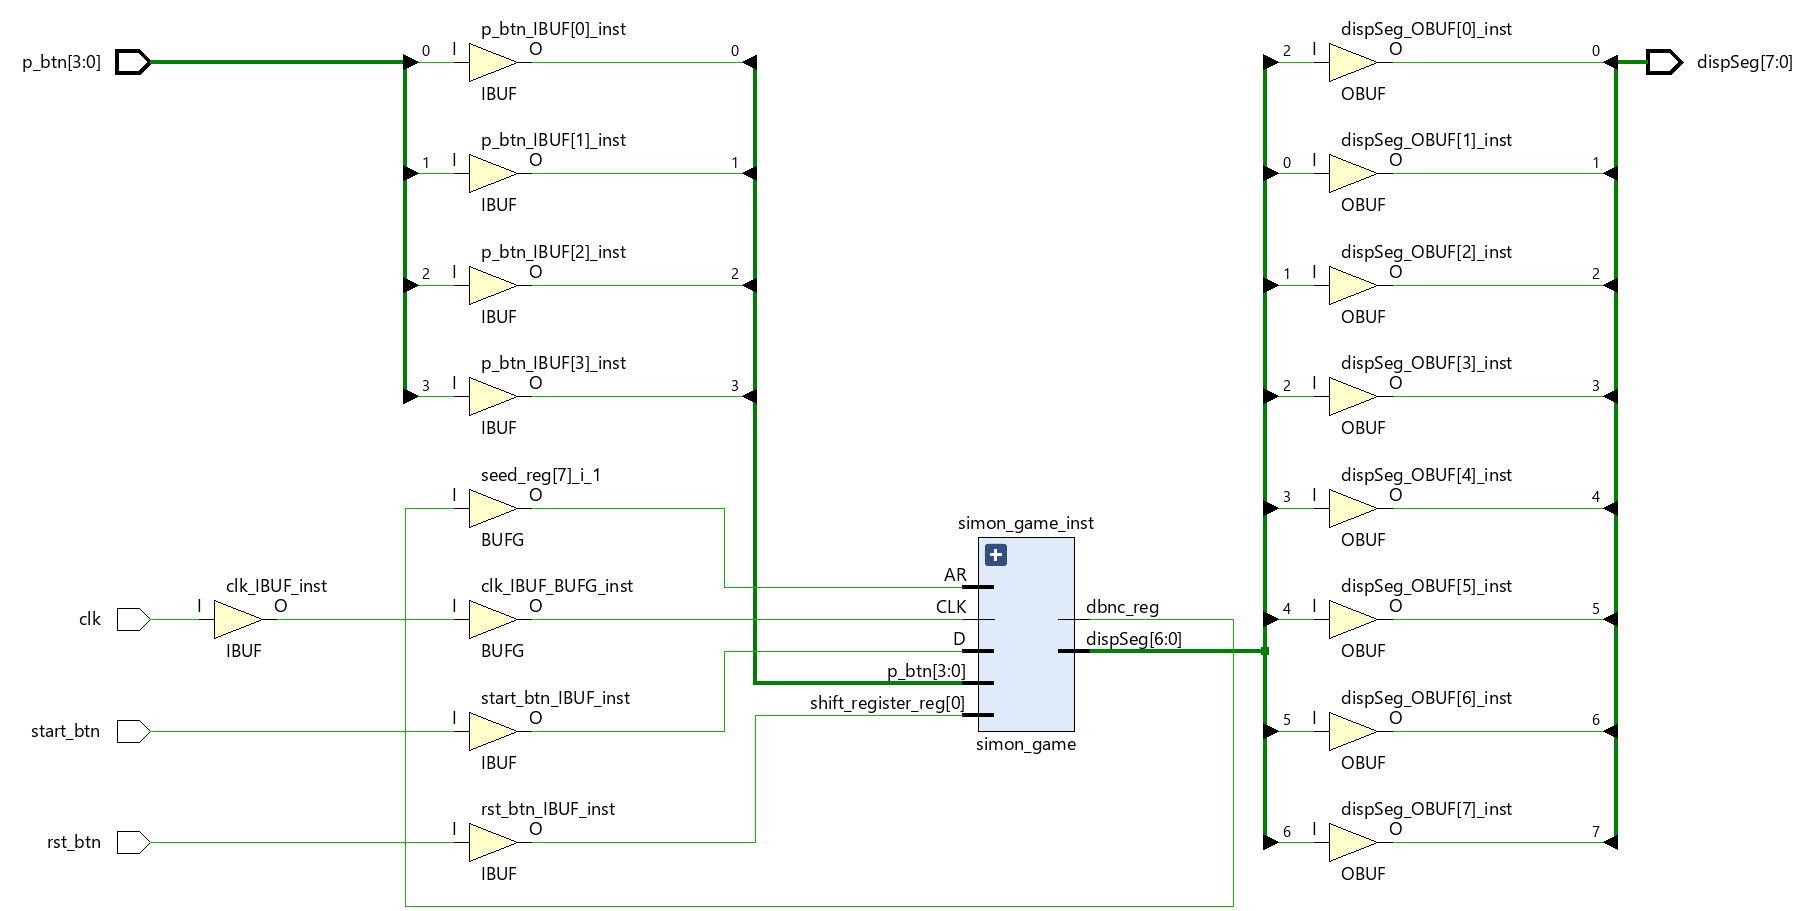 p_btn[3:0]
0
p_btn_IBUF[0]_inst
I
O
IBUF
0
1
p_btn_IBUF[1]_inst
I
O
IBUF
1
2
p_btn_IBUF[2]_inst
I
O
IBUF
2
3
p_btn_IBUF[3]_inst
I
O
IBUF
3
seed_reg[7]_i_1
I
O
BUFG
clk
clk_IBUF_inst
I
O
IBUF
clk_IBUF_BUFG_inst
I
O
BUFG
start_btn
start_btn_IBUF_inst
I
O
IBUF
rst_btn
rst_btn_IBUF_inst
I
O
IBUF
simon_game_inst
AR
CLK
D
p_btn[3:0]
shift_register_reg[0]
dbnc_reg
dispSeg[6:0]
simon_game
2
dispSeg_OBUF[0]_inst
I
O
OBUF
0
0
dispSeg_OBUF[1]_inst
I
O
OBUF
1
1
dispSeg_OBUF[2]_inst
I
O
OBUF
2
2
dispSeg_OBUF[3]_inst
I
O
OBUF
3
3
dispSeg_OBUF[4]_inst
I
O
OBUF
4
4
dispSeg_OBUF[5]_inst
I
O
OBUF
5
5
dispSeg_OBUF[6]_inst
I
O
OBUF
6
6
dispSeg_OBUF[7]_inst
I
O
OBUF
7
dispSeg[7:0]